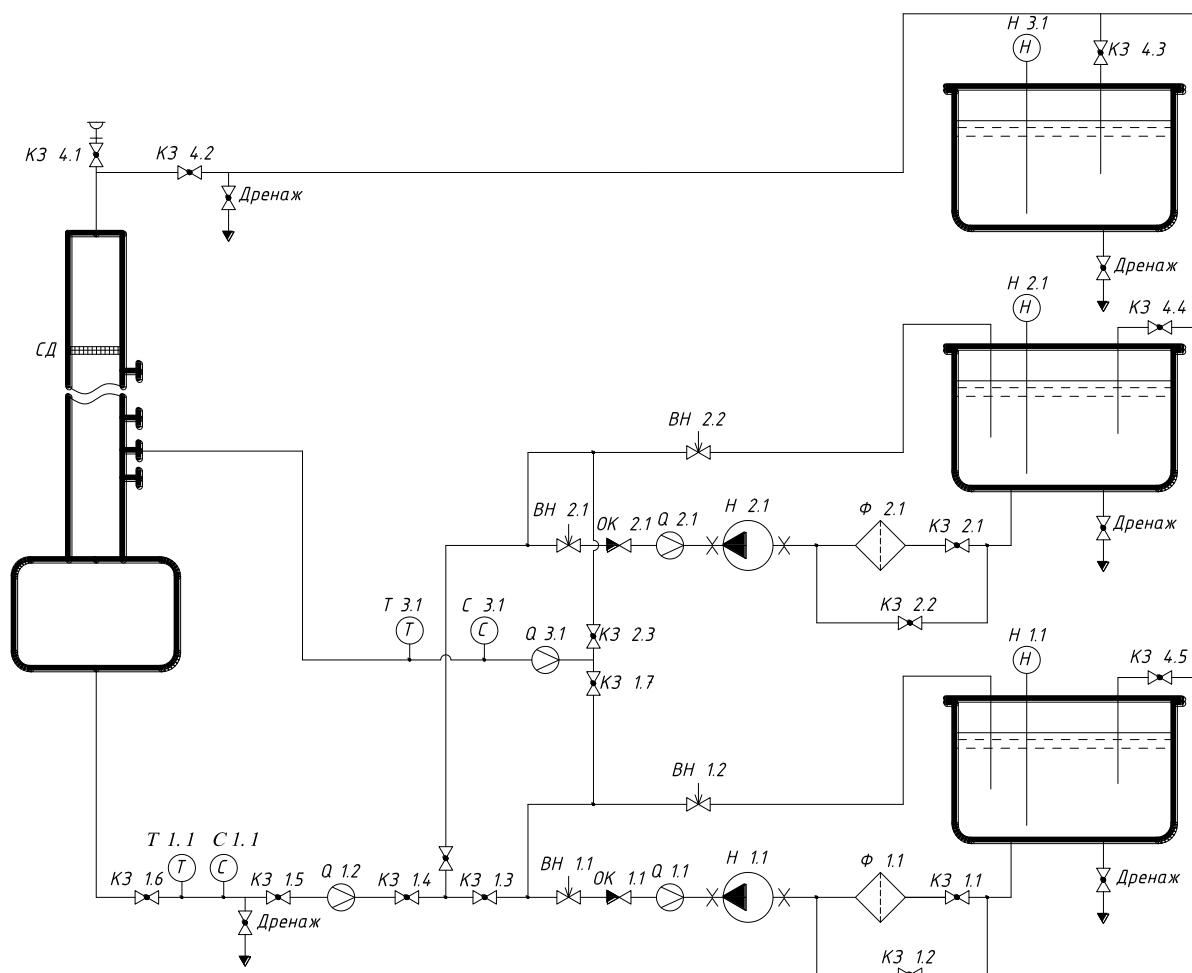 Н 3.1
Н
КЗ 4.3
КЗ 4.1
КЗ 4.2
Дренаж
Дренаж
Н 2.1
Н
КЗ 4.4
СД
ВН 2.2
ВН 2.1
ОК 2.1
Q 2.1
Н 2.1
Ф 2.1
КЗ 2.1
Дренаж
КЗ 2.2
Т 3.1
Т
С 3.1
С
Q 3.1
КЗ 2.3
КЗ 1.7
Н 1.1
Н
КЗ 4.5
ВН 1.2
Т 1.1
Т
С 1.1
С
КЗ 1.6
КЗ 1.5
Q 1.2
КЗ 1.4
КЗ 1.3
ВН 1.1
ОК 1.1
Q 1.1
Н 1.1
Ф 1.1
КЗ 1.1
Дренаж
Дренаж
КЗ 1.2